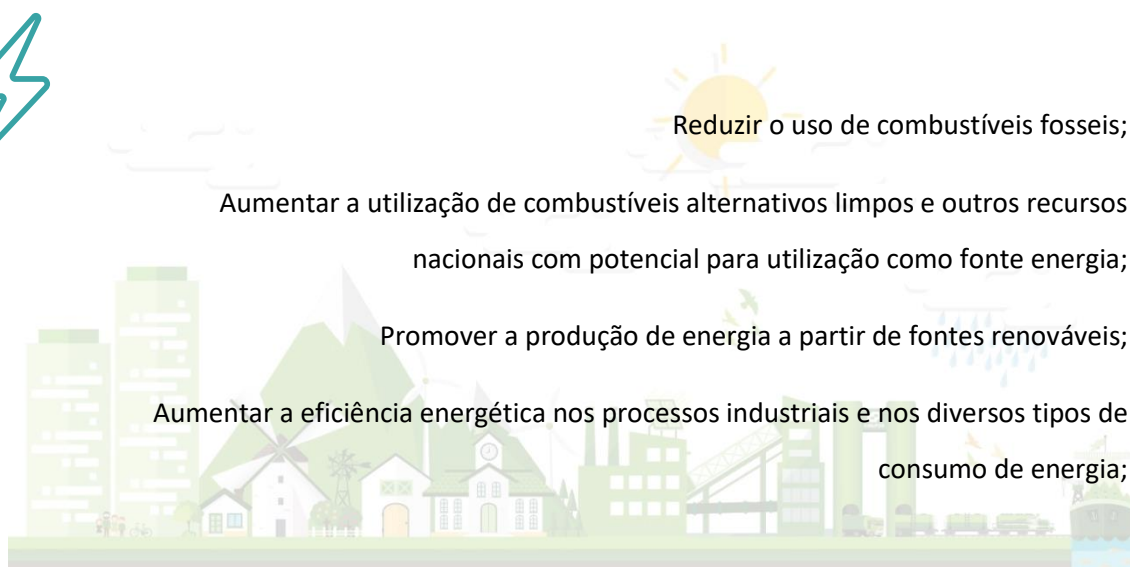 Reduzir o uso de combustíveis fosseis;
Aumentar a utilização de combustíveis alternativos limpos e outros recursos
nacionais com potencial para utilização como fonte energia;
Promover a produção de energia a partir de fontes renováveis;
Aumentar a eficiência energética nos processos industriais e nos diversos tipos de
consumo de energia;